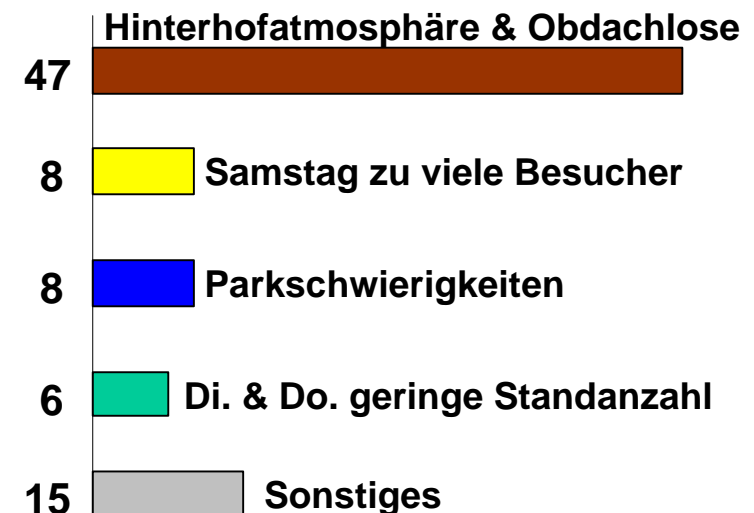 Hinterhofatmosphäre & Obdachlose
47
8 Samstag zu viele Besucher
8 Parkschwierigkeiten
6 Di. & Do. geringe Standanzahl
15 Sonstiges